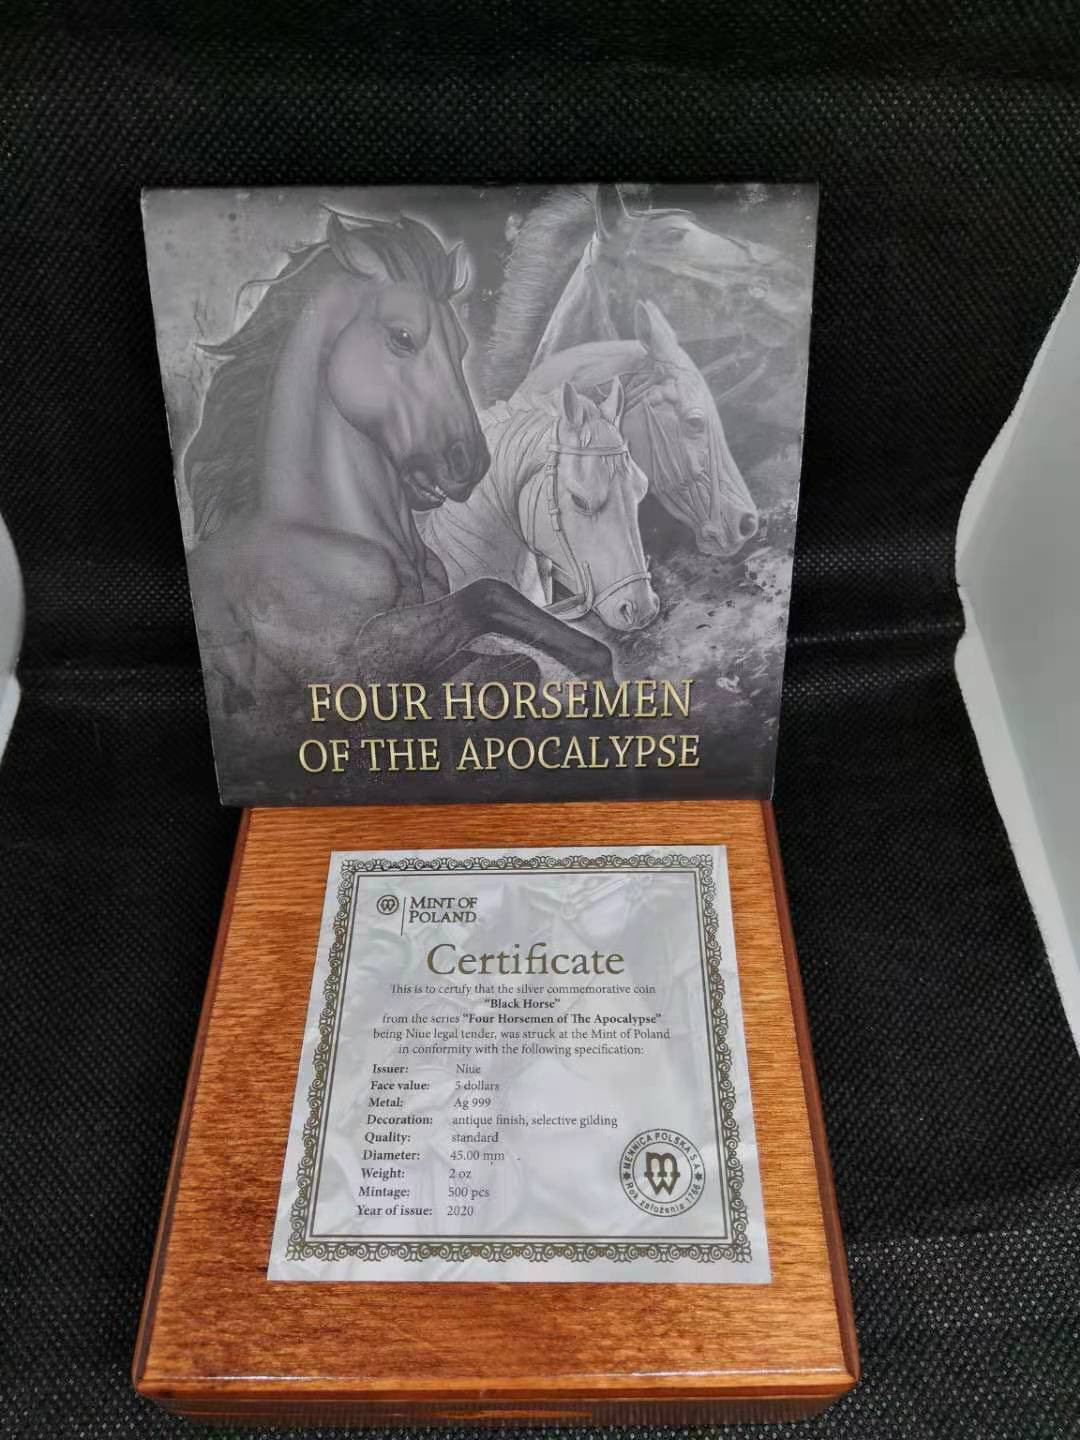 FOUR HORSEMEN
OF THE APOCALYPSE
MINT OF
POLAND
Certificate
This is to certify that the silver commemorative coin
"Black Horse"
from the series "Four Horsemen of The Apocalypse"
being Niue legal tender, was struck at the Mint of Poland
in conformity with the following specification:
Issuer: Niue
Face value: 5 dollars
Metal: Ag 999
Decoration: antique finish, selective gilding
Quality: standard
Diameter: 45.00 mm
Weight: 2 oz
Mintage: 500 pcs
Year of issue: 2020
MENNICA POLSKA S.A.
Rok założenia 1766